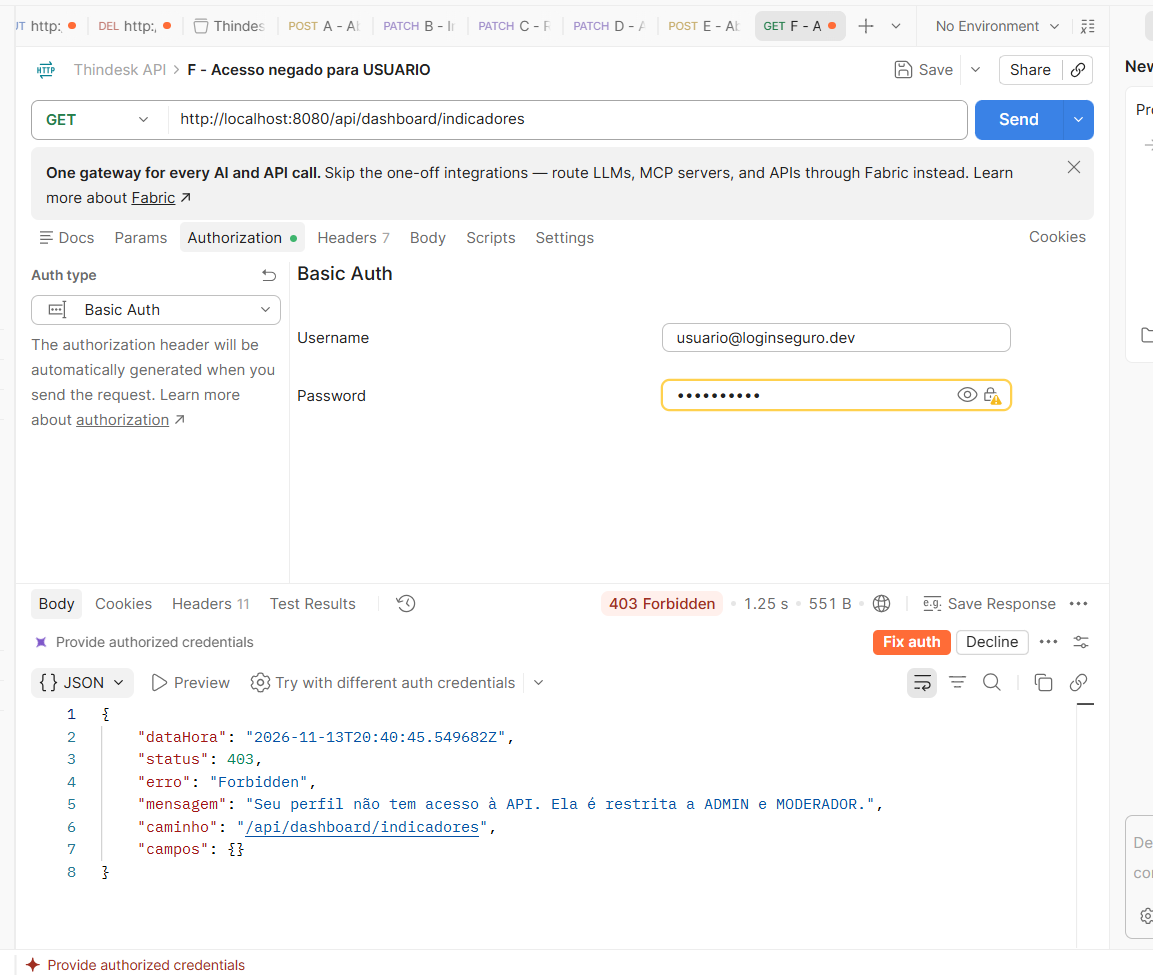 UT http:
DEL http:,
Thindes
POST A - Al
PATCH B - I
PATCH C - F
PATCH D - A
POST E - Al
GET F - A
No Environment
Thindesk API > F - Acesso negado para USUARIO
Save
Share
New
GET
http://localhost:8080/api/dashboard/indicadores
Send
Pr
One gateway for every AI and API call. Skip the one-off integrations — route LLMs, MCP servers, and APIs through Fabric instead. Learn
more about Fabric ↗
Docs
Params
Authorization
Headers 7
Body
Scripts
Settings
Cookies
Auth type
Basic Auth
The authorization header will be
automatically generated when you
send the request. Learn more
about authorization ↗
Basic Auth
Username
usuario@loginseguro.dev
Password
••••••••••
Body
Cookies
Headers 11
Test Results
403 Forbidden • 1.25 s • 551 B
e.g. Save Response
Provide authorized credentials
Fix auth
Decline
{} JSON
Preview
Try with different auth credentials
1 {
2 "dataHora": "2026-11-13T20:40:45.549682Z",
3 "status": 403,
4 "erro": "Forbidden",
5 "mensagem": "Seu perfil não tem acesso à API. Ela é restrita a ADMIN e MODERADOR.",
6 "caminho": "/api/dashboard/indicadores",
7 "campos": {}
8 }
De
co
Provide authorized credentials